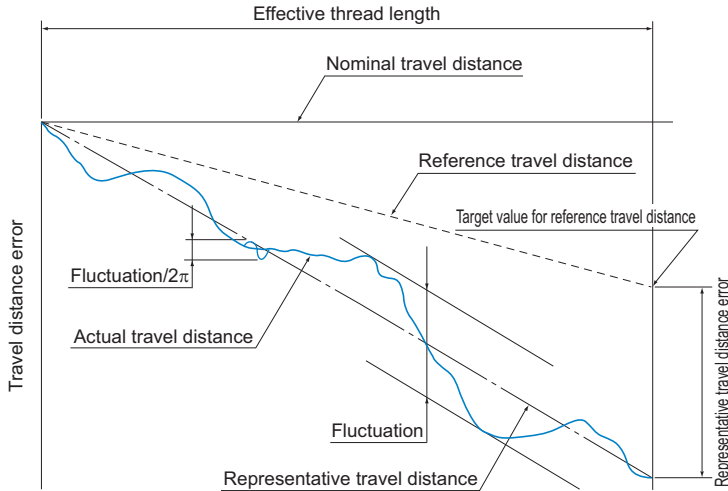 Effective thread length
Nominal travel distance
Reference travel distance
Target value for reference travel distance
Fluctuation/2π
Actual travel distance
Travel distance error
Fluctuation
Representative travel distance
Representative travel distance error